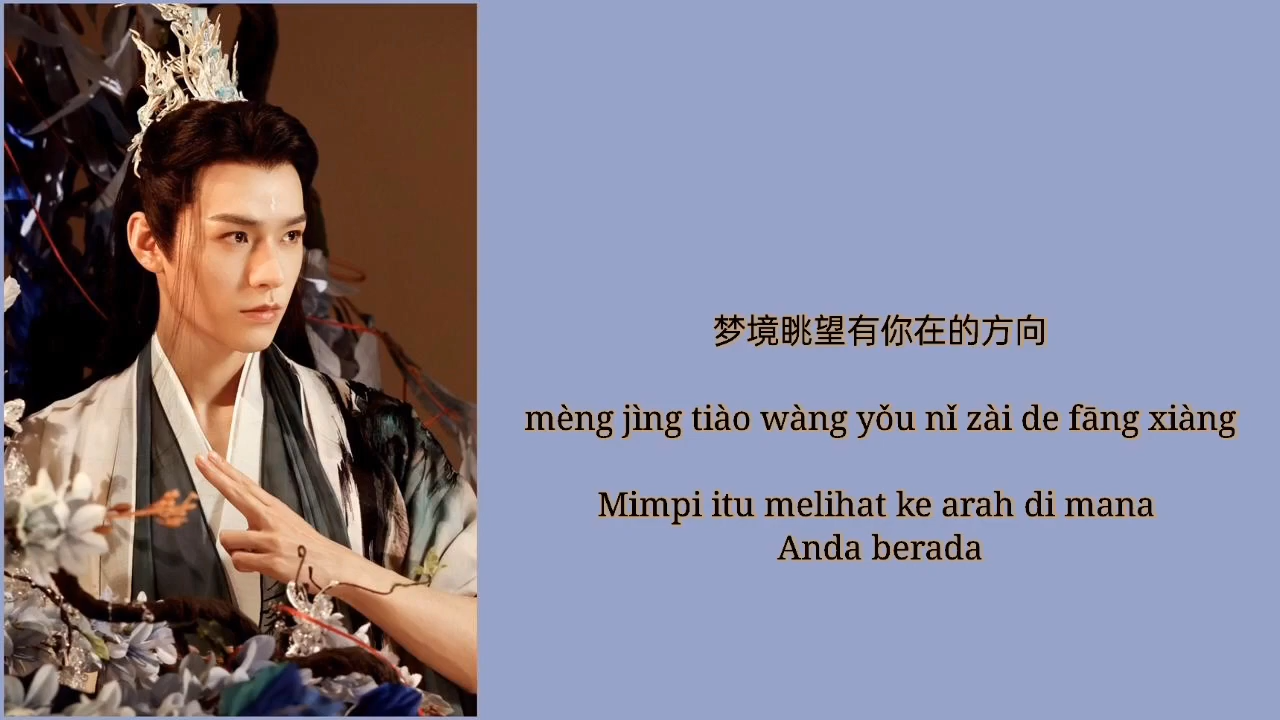 梦境眺望有你在的方向
mèng jìng tiào wàng yǒu nǐ zài de fāng xiàng
Mimpi itu melihat ke arah di mana
Anda berada